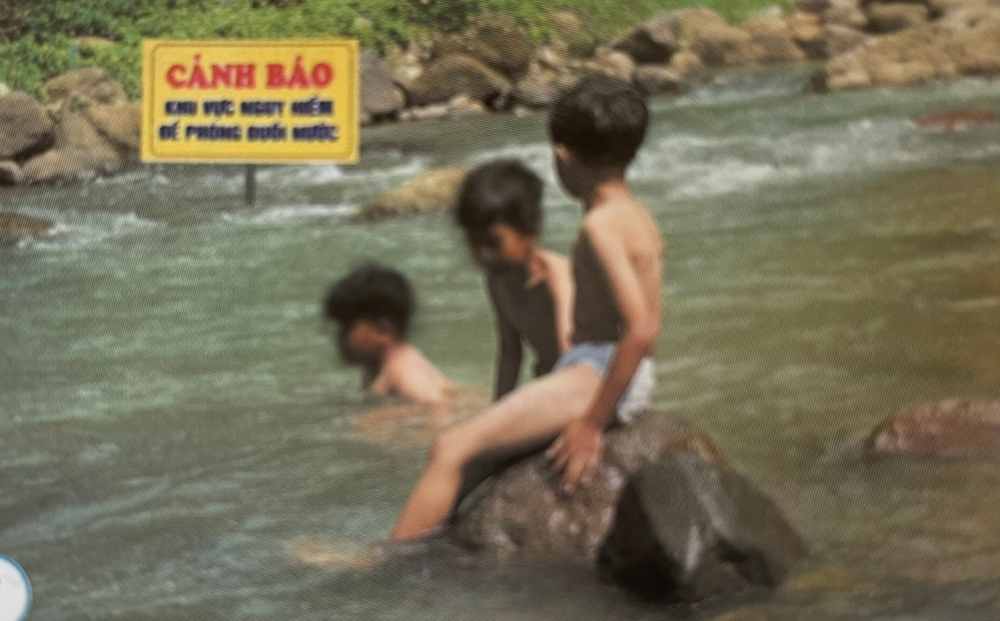 CẢNH BÁO
KHU VỰC NGUY HIỂM
ĐỀ PHÒNG ĐUỐI NƯỚC